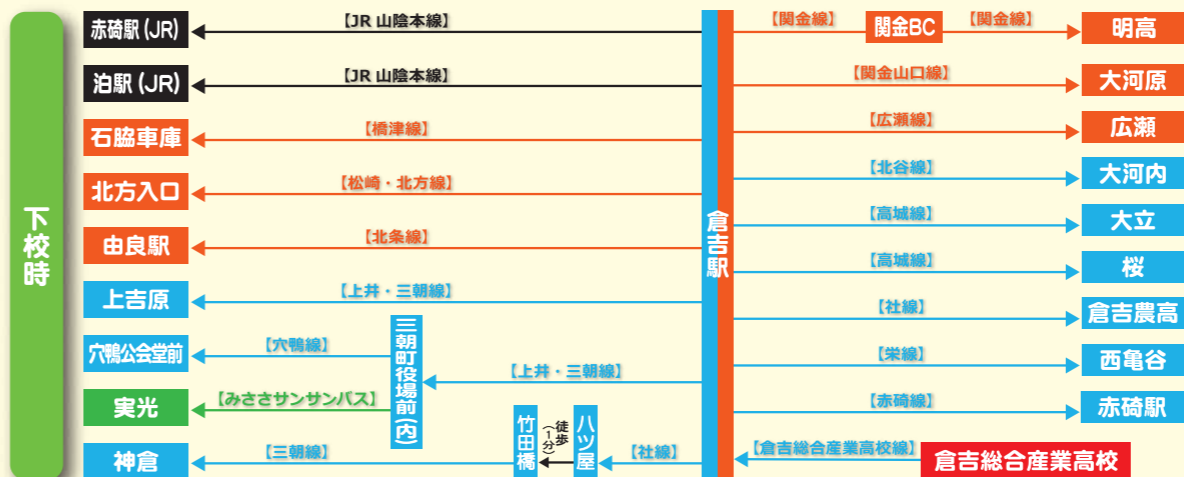 下校時
赤碕駅(JR)
【JR 山陰本線】
泊駅(JR)
【JR 山陰本線】
石脇車庫
【橋津線】
北方入口
【松崎・北方線】
由良駅
【北条線】
上吉原
【上井・三朝線】
穴鴨公会堂前
【穴鴨線】
実光
【みささサンサンバス】
三朝町役場前(内)
【上井・三朝線】
神倉
【三朝線】
竹田橋
徒歩
(1分)
八ツ屋
【社線】
倉吉駅
【関金線】
関金BC
【関金線】
明高
【関金山口線】
大河原
【広瀬線】
広瀬
【北谷線】
大河内
【高城線】
大立
【高城線】
桜
【社線】
倉吉農高
【栄線】
西亀谷
【赤碕線】
赤碕駅
【倉吉総合産業高校線】
倉吉総合産業高校